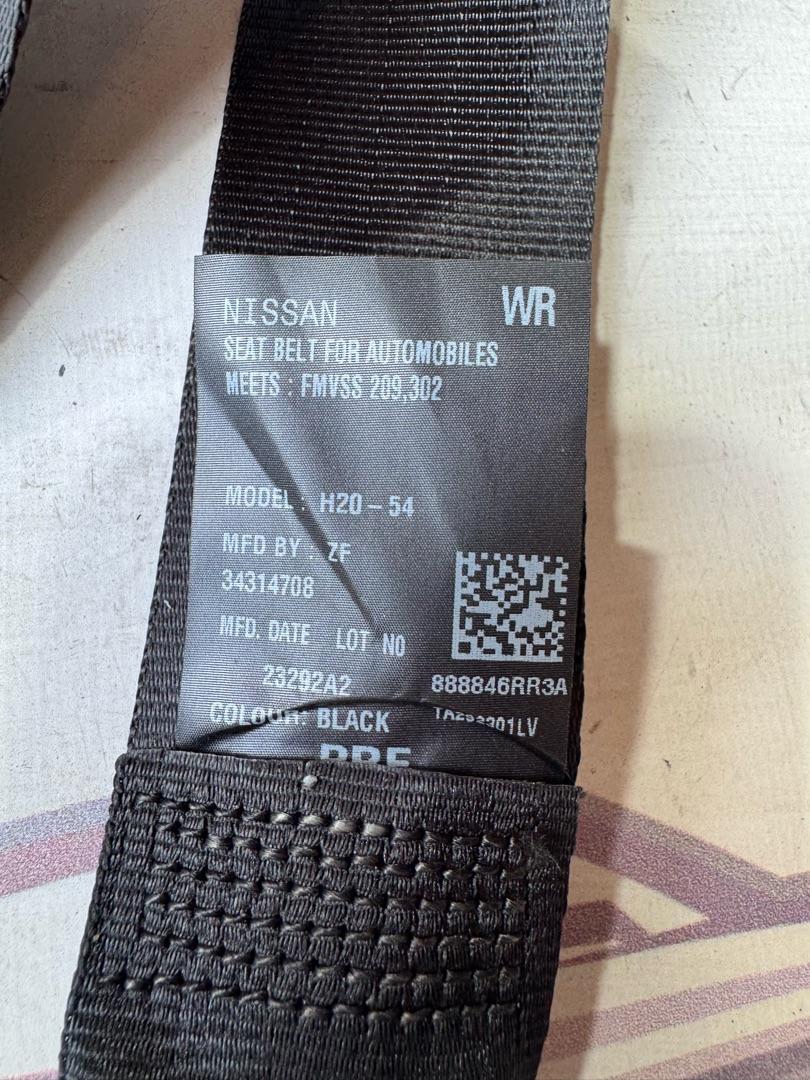 NISSAN WR
SEAT BELT FOR AUTOMOBILES
MEETS : FMVSS 209,302
MODEL : H20-54
MFD BY : ZF
34314708
MFD. DATE LOT NO
23292A2 888846RR3A
COLOUR: BLACK